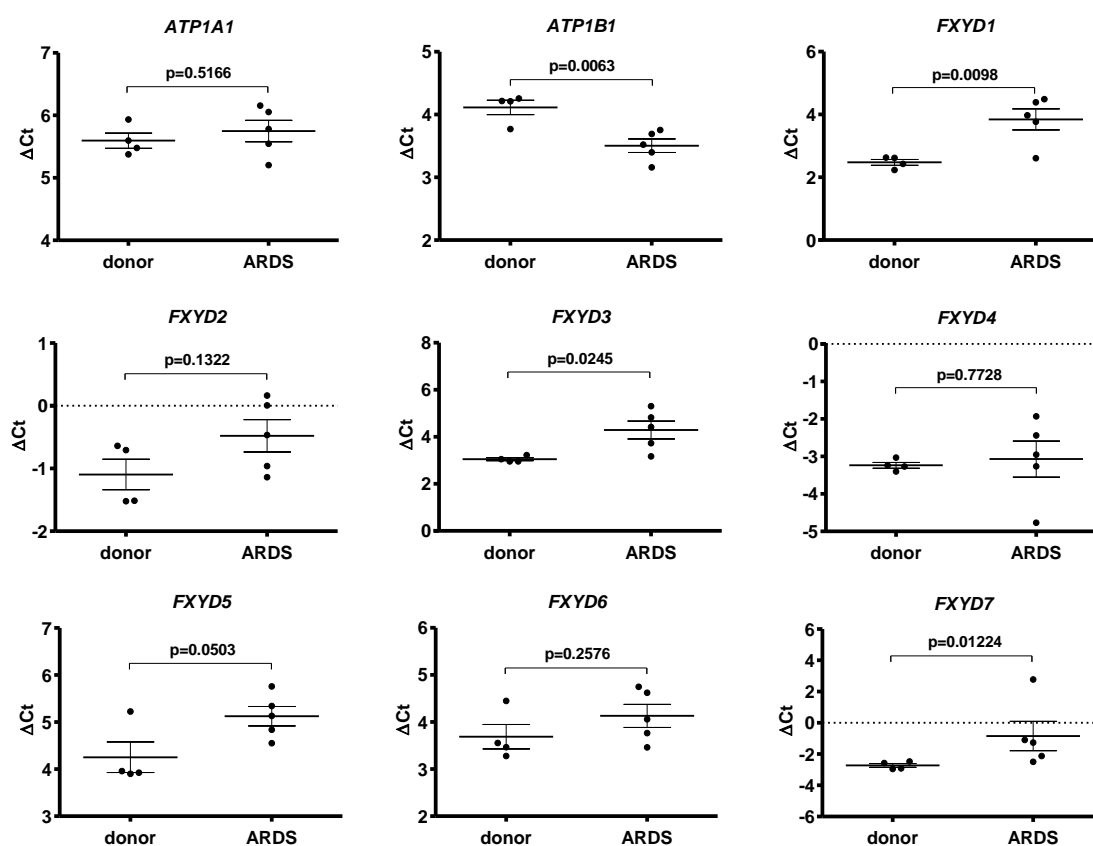 ATP1A1
ATP1B1
FXYD1
7
6
5
4
ΔCt
p=0.5166
donor
ARDS
5
4
3
2
ΔCt
p=0.0063
donor
ARDS
6
4
2
0
ΔCt
p=0.0098
donor
ARDS
FXYD2
FXYD3
FXYD4
1
0
-1
-2
ΔCt
p=0.1322
donor
ARDS
8
6
4
2
0
ΔCt
p=0.0245
donor
ARDS
0
-1
-2
-3
-4
-5
ΔCt
p=0.7728
donor
ARDS
FXYD5
FXYD6
FXYD7
7
6
5
4
3
ΔCt
p=0.0503
donor
ARDS
6
5
4
3
2
ΔCt
p=0.2576
donor
ARDS
6
4
2
0
-2
-4
-6
ΔCt
p=0.01224
donor
ARDS